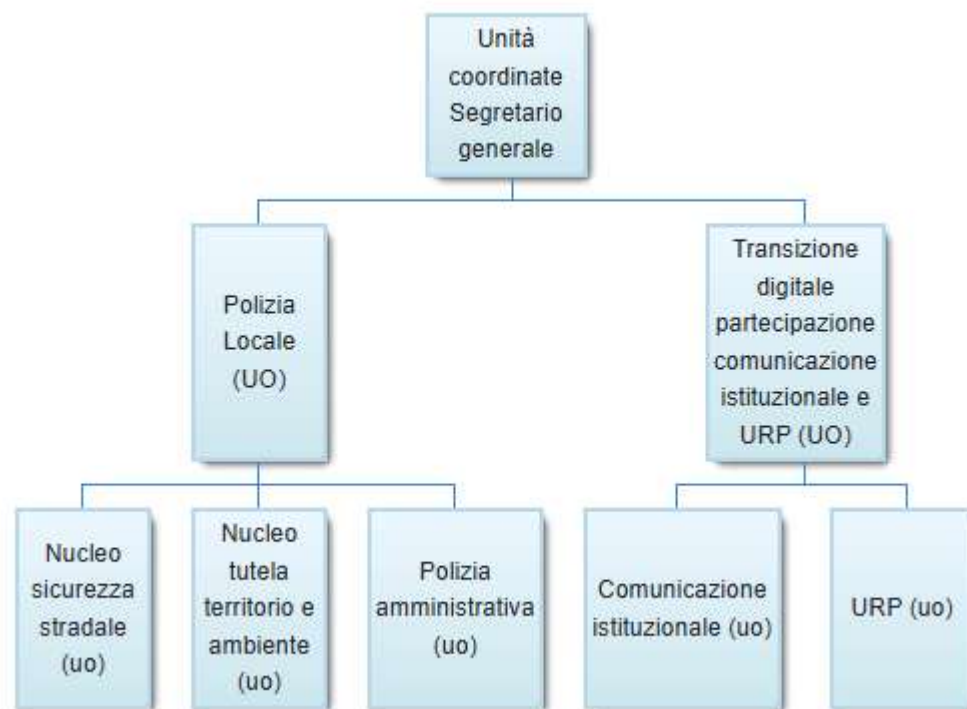 Unità
coordinate
Segretario
generale
Polizia
Locale
(UO)
Transizione
digitale
partecipazione
comunicazione
istituzionale e
URP (UO)
Nucleo
sicurezza
stradale
(uo)
Nucleo
tutela
territorio e
ambiente
(uo)
Polizia
amministrativa
(uo)
Comunicazione
istituzionale (uo)
URP (uo)